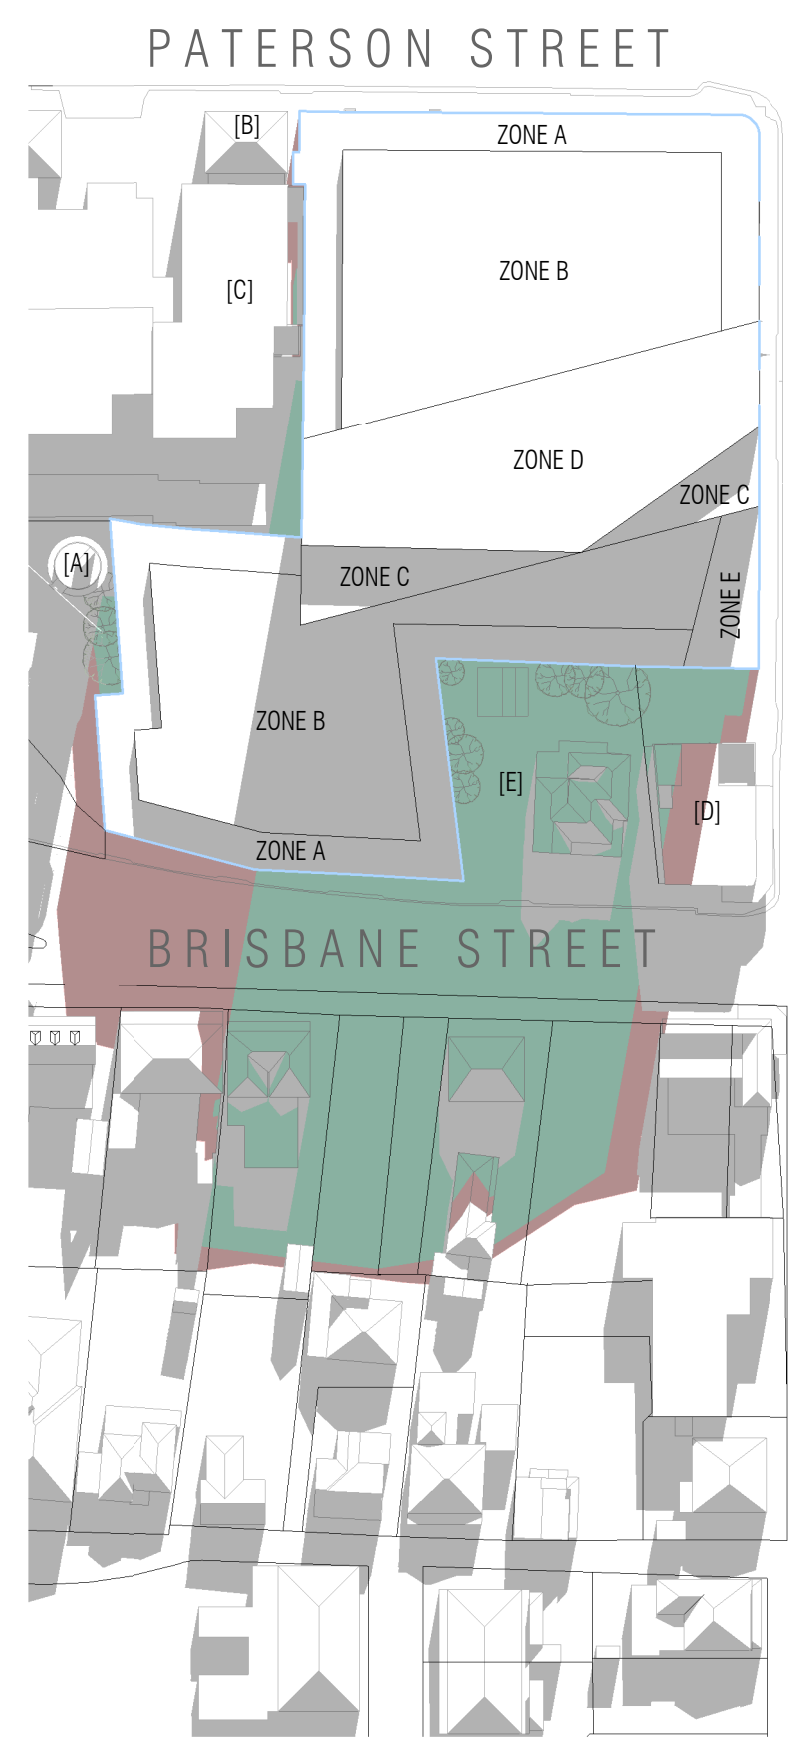 PATERSON STREET
[B]
ZONE A
ZONE B
[C]
ZONE D
ZONE C
[A]
ZONE C
ZONE E
ZONE B
[E]
[D]
ZONE A
BRISBANE STREET